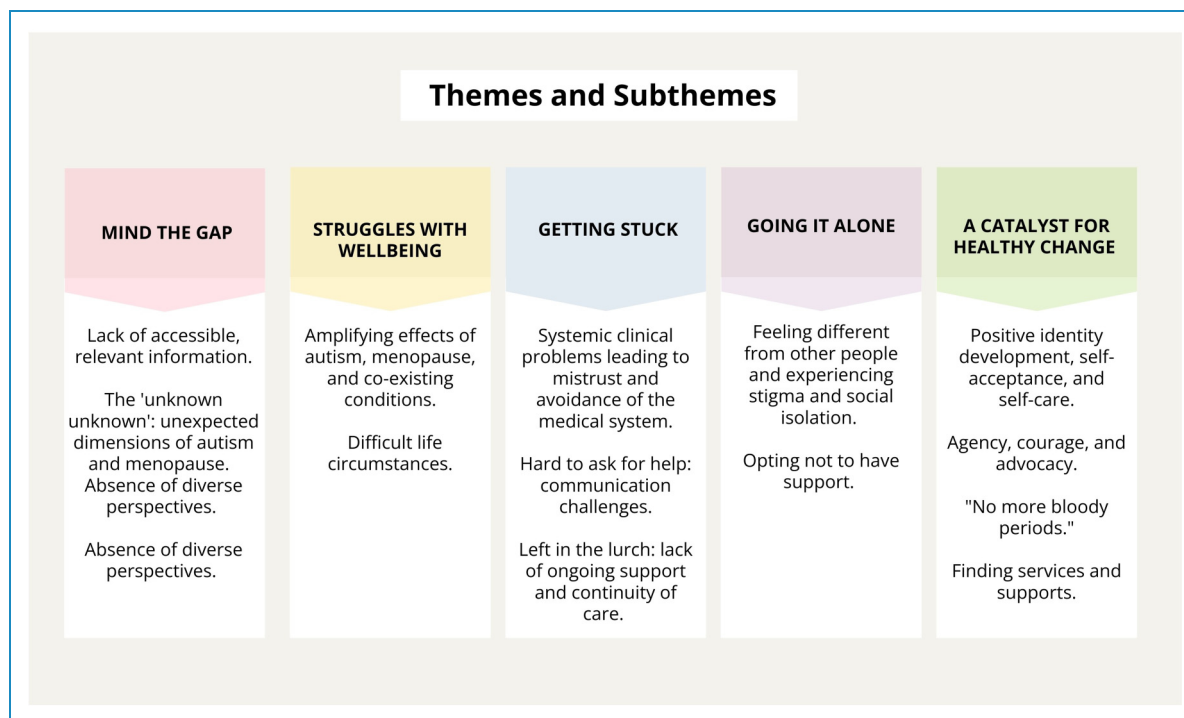 Themes and Subthemes
MIND THE GAP
Lack of accessible,
relevant information.
The 'unknown
unknown': unexpected
dimensions of autism
and menopause.
Absence of diverse
perspectives.
Absence of diverse
perspectives.
STRUGGLES WITH
WELLBEING
Amplifying effects of
autism, menopause,
and co-existing
conditions.
Difficult life
circumstances.
GETTING STUCK
Systemic clinical
problems leading to
mistrust and
avoidance of the
medical system.
Hard to ask for help:
communication
challenges.
Left in the lurch: lack
of ongoing support
and continuity of
care.
GOING IT ALONE
Feeling different
from other people
and experiencing
stigma and social
isolation.
Opting not to have
support.
A CATALYST FOR
HEALTHY CHANGE
Positive identity
development, self-
acceptance, and
self-care.
Agency, courage, and
advocacy.
"No more bloody
periods."
Finding services and
supports.